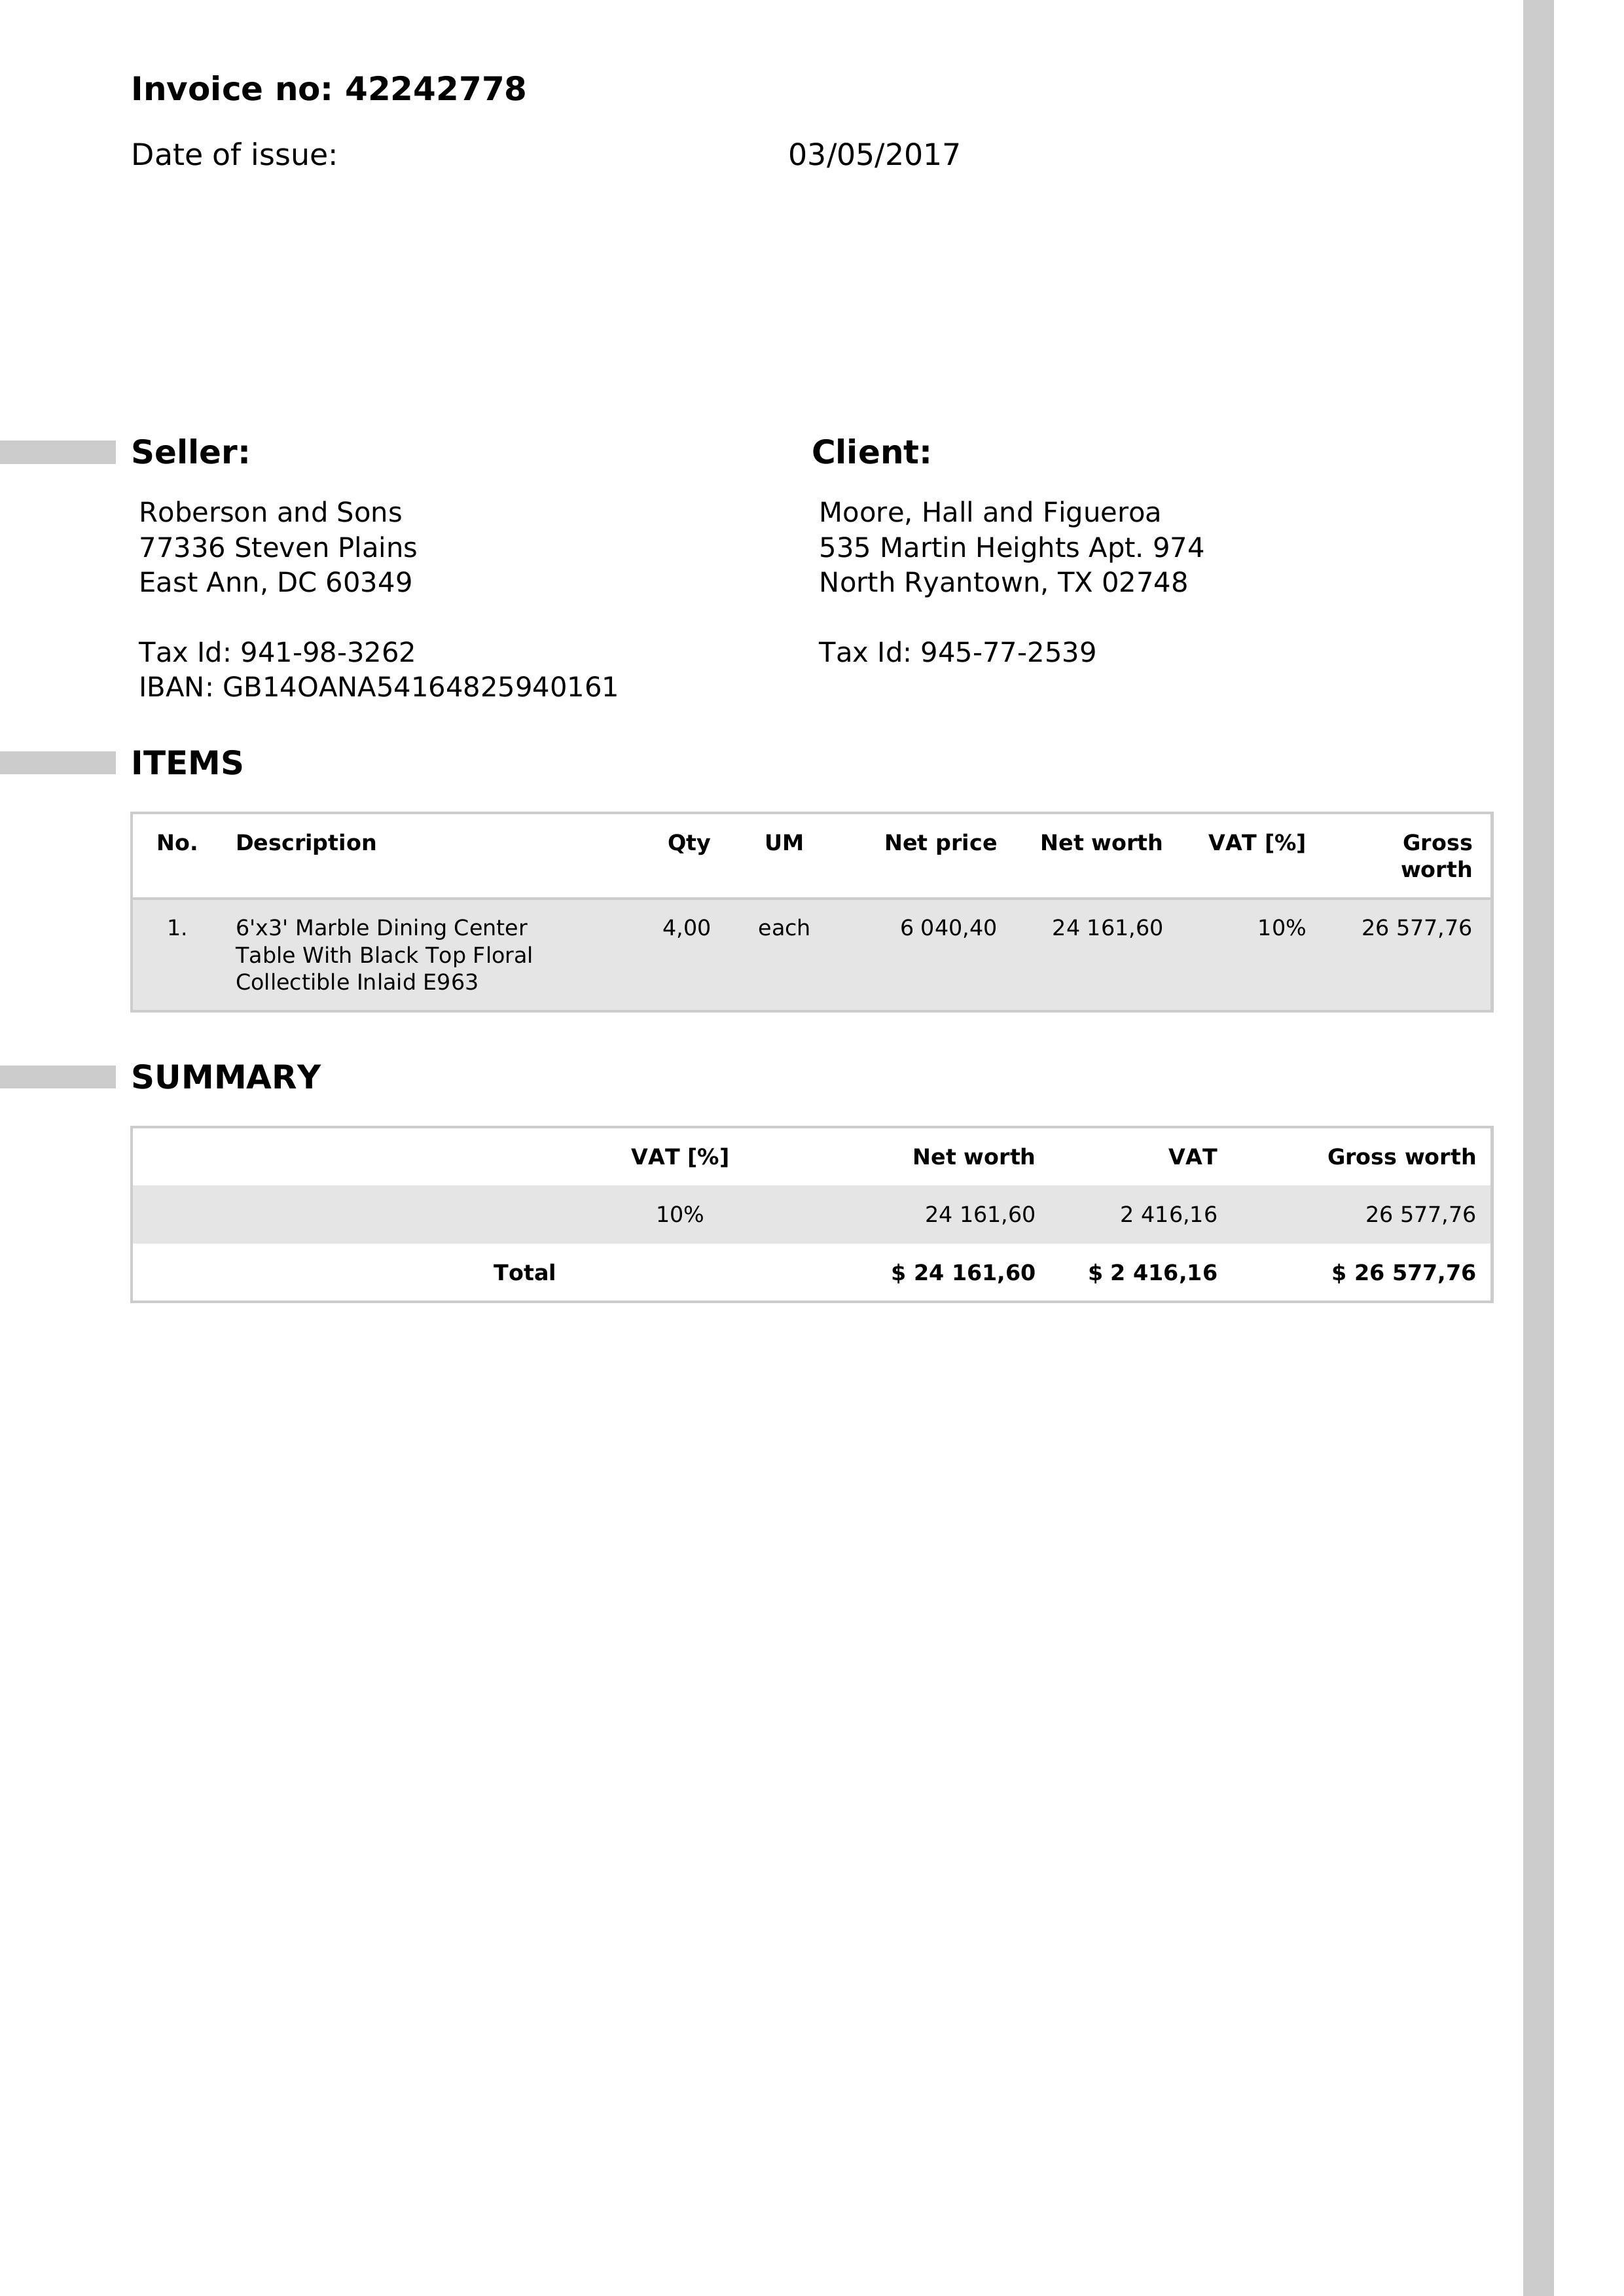 Invoice no: 42242778
Date of issue: 03/05/2017
Seller:
Roberson and Sons
77336 Steven Plains
East Ann, DC 60349
Tax Id: 941-98-3262
IBAN: GB14OANA54164825940161
Client:
Moore, Hall and Figueroa
535 Martin Heights Apt. 974
North Ryantown, TX 02748
Tax Id: 945-77-2539
ITEMS
No. Description Qty UM Net price Net worth VAT [%] Gross
worth
1. 6'x3' Marble Dining Center 4,00 each 6 040,40 24 161,60 10% 26 577,76
Table With Black Top Floral
Collectible Inlaid E963
SUMMARY
VAT [%] Net worth VAT Gross worth
10% 24 161,60 2 416,16 26 577,76
Total $ 24 161,60 $ 2 416,16 $ 26 577,76